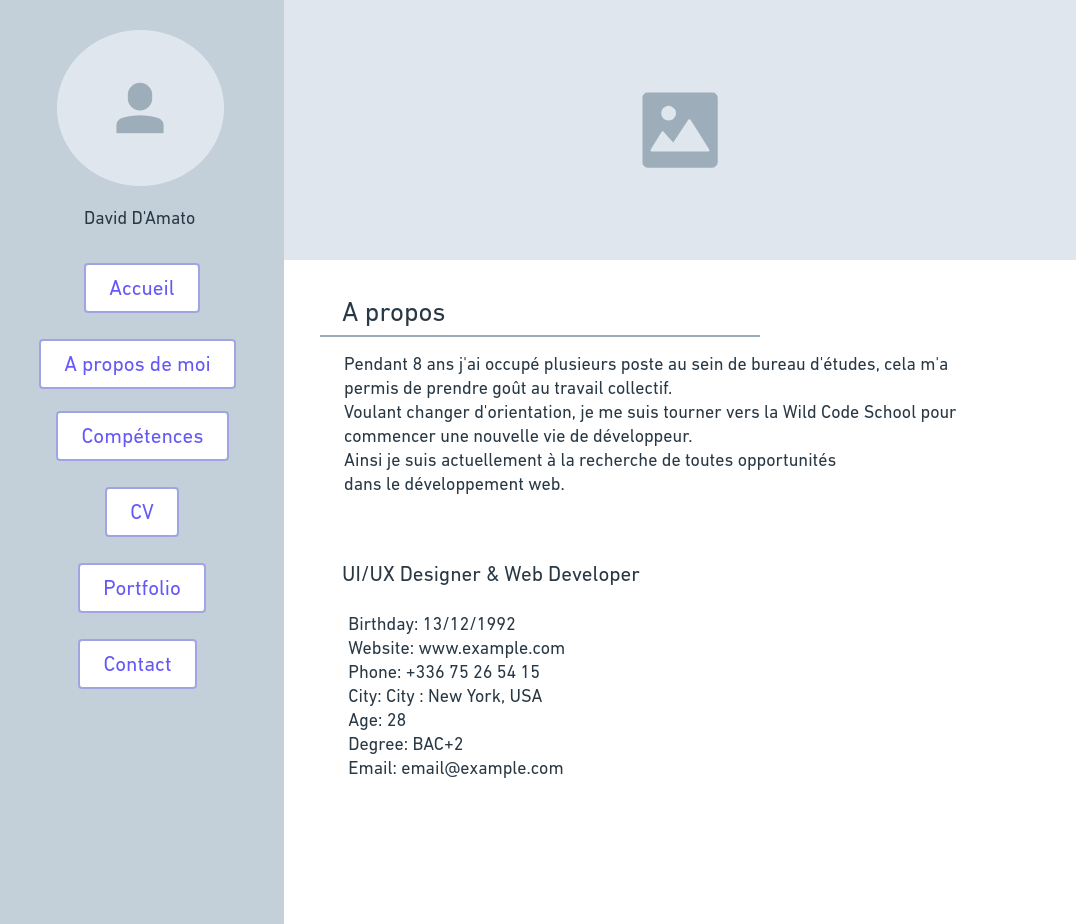 David D'Amato
Accueil
A propos de moi
Compétences
CV
Portfolio
Contact
A propos
Pendant 8 ans j'ai occupé plusieurs poste au sein de bureau d'études, cela m'a
permis de prendre goût au travail collectif.
Voulant changer d'orientation, je me suis tourner vers la Wild Code School pour
commencer une nouvelle vie de développeur.
Ainsi je suis actuellement à la recherche de toutes opportunités
dans le développement web.
UI/UX Designer & Web Developer
Birthday: 13/12/1992
Website: www.example.com
Phone: +336 75 26 54 15
City: City : New York, USA
Age: 28
Degree: BAC+2
Email: email@example.com